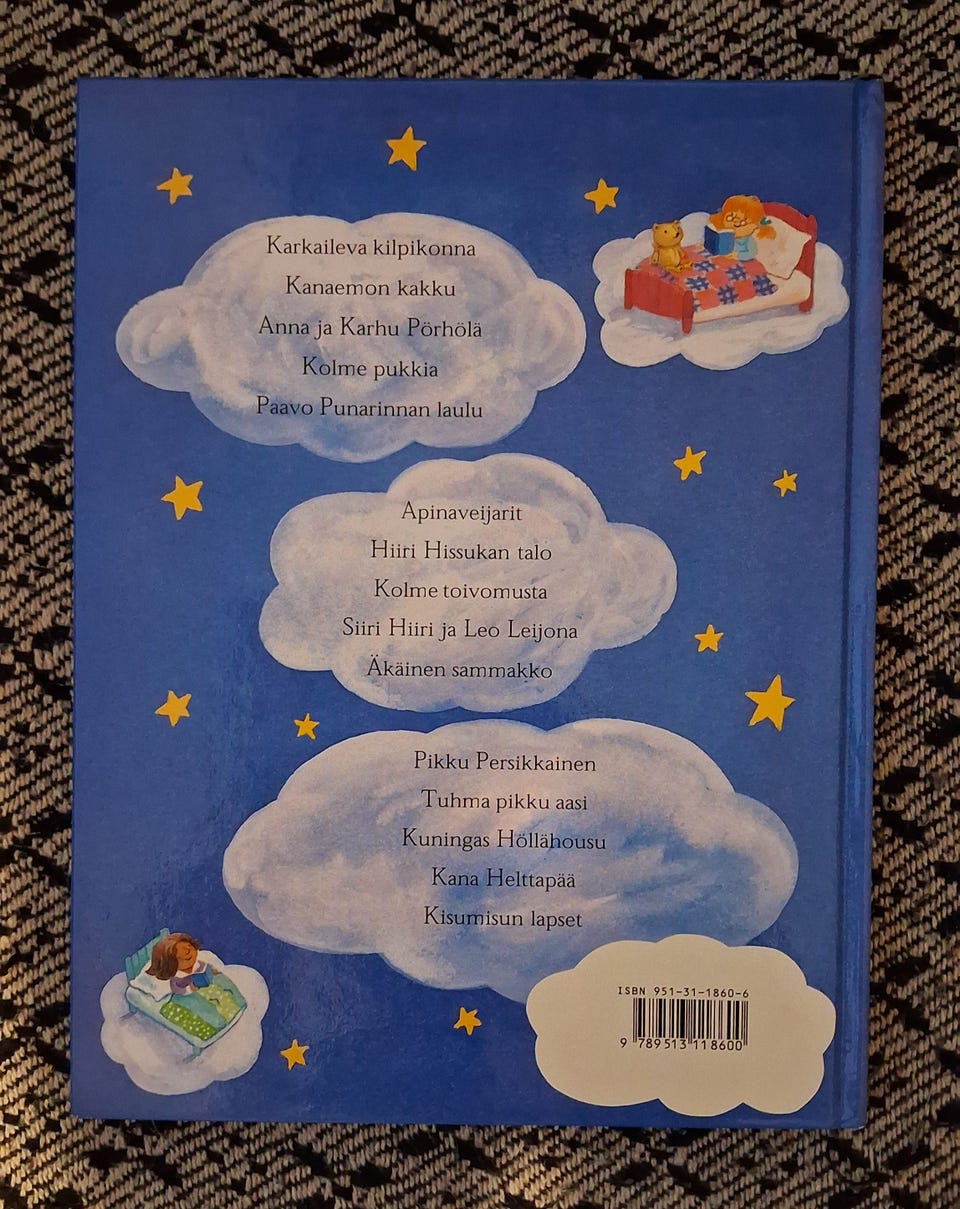 Karkaileva kilpikonna
Kanaemon kakku
Anna ja Karhu Pörhölä
Kolme pukkia
Paavo Punarinnan laulu
Apinaveijarit
Hiiri Hissukan talo
Kolme toivomusta
Siiri Hiiri ja Leo Leijona
Äkäinen sammakko
Pikku Persikkainen
Tuhma pikku aasi
Kuningas Höllähousu
Kana Helttapää
Kisumisun lapset
ISBN 951-31-1860-6
9 789513 118600